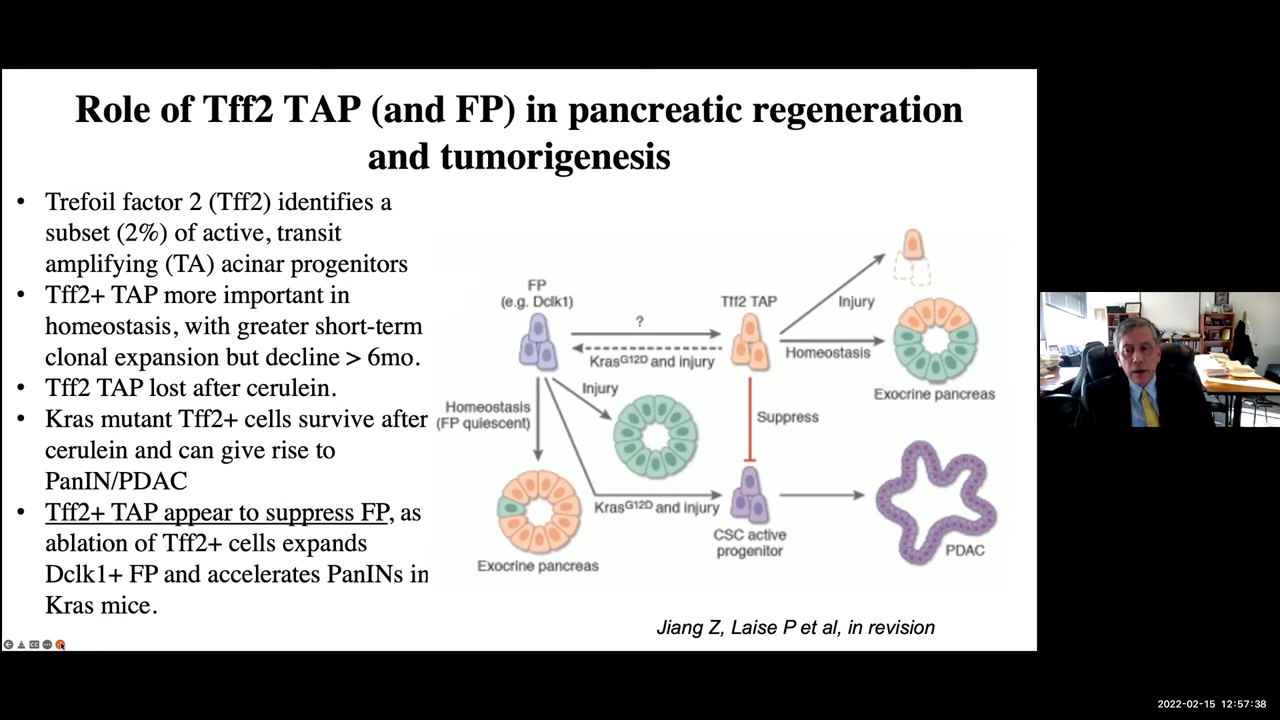 Role of Tff2 TAP (and FP) in pancreatic regeneration
and tumorigenesis
• Trefoil factor 2 (Tff2) identifies a
subset (2%) of active, transit
amplifying (TA) acinar progenitors
• Tff2+ TAP more important in
homeostasis, with greater short-term
clonal expansion but decline > 6mo.
• Tff2 TAP lost after cerulein.
• Kras mutant Tff2+ cells survive after
cerulein and can give rise to
PanIN/PDAC
• Tff2+ TAP appear to suppress FP, as
ablation of Tff2+ cells expands
Dclk1+ FP and accelerates PanINs in
Kras mice.
FP
(e.g. Dclk1)
?
Kras^G12D and injury
Tff2 TAP
Injury
Homeostasis
Exocrine pancreas
Homeostasis
(FP quiescent)
Injury
Suppress
Kras^G12D and injury
Exocrine pancreas
CSC active
progenitor
PDAC
Jiang Z, Laise P et al, in revision
2022-02-15 12:57:38